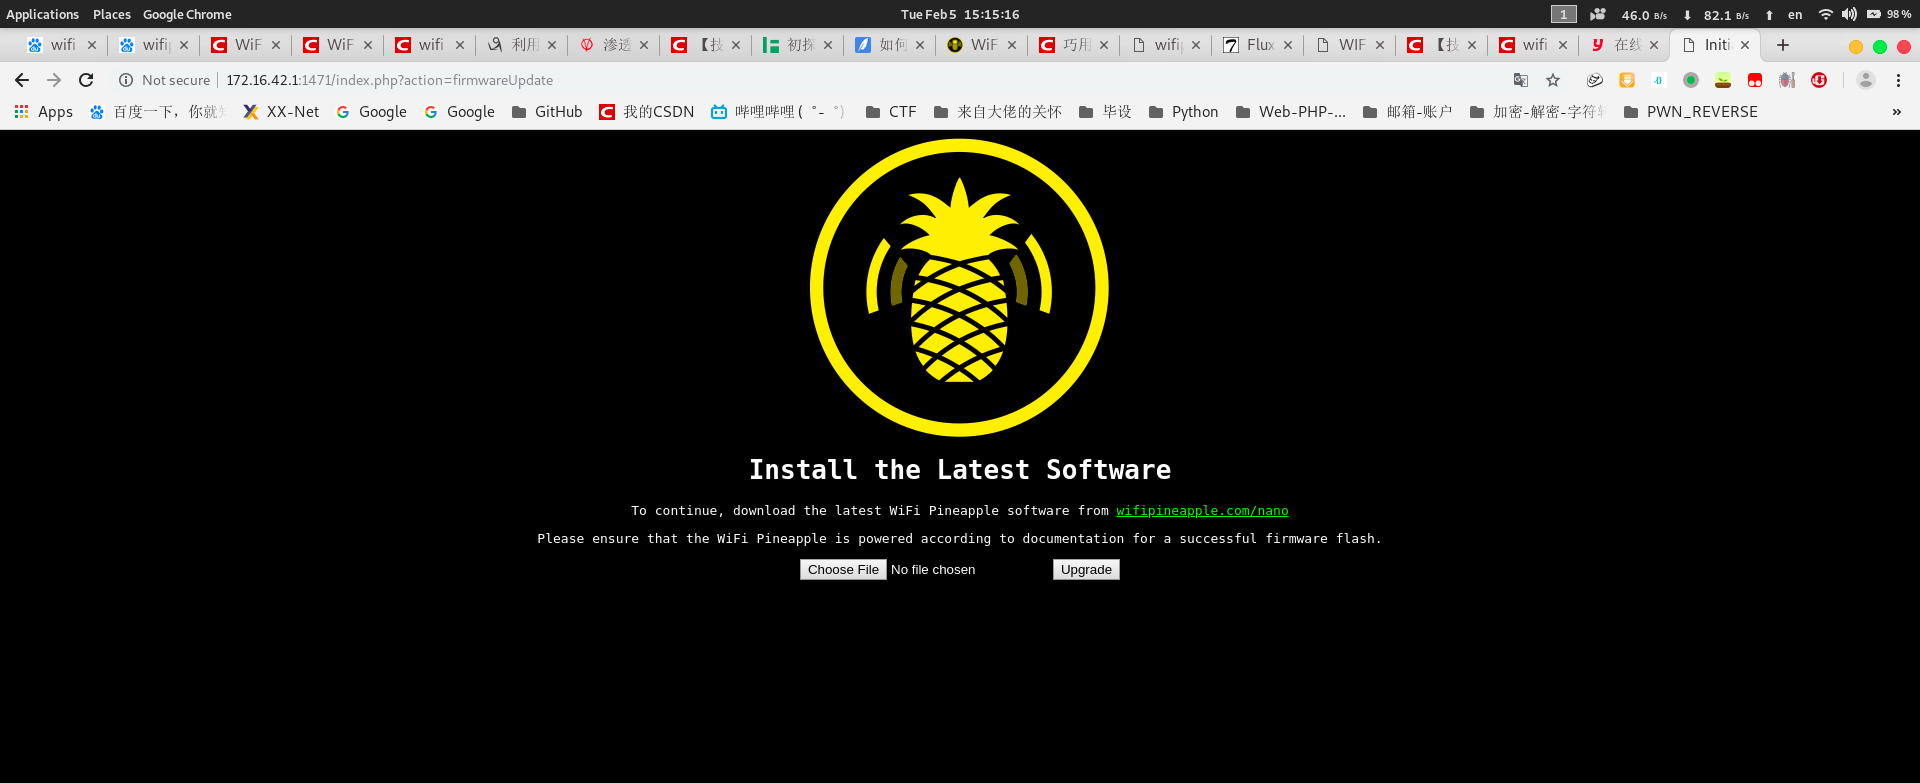 Applications Places Google Chrome Tue Feb 5 15:15:16 1 46.0 B/s 82.1 B/s en 98 %
wifi wifi WiF WiF wifi 利用 渗透 【技 初探 如何 WiF 巧用 wifi Flux WIF 【技 wifi 在线 Initi
Not secure 172.16.42.1:1471/index.php?action=firmwareUpdate
Apps 百度一下，你就知 XX-Net Google Google GitHub 我的CSDN 哔哩哔哩 ( ゜- ゜) CTF 来自大佬的关怀 毕设 Python Web-PHP-... 邮箱-账户 加密-解密-字符转 PWN_REVERSE »
Install the Latest Software
To continue, download the latest WiFi Pineapple software from wifipineapple.com/nano
Please ensure that the WiFi Pineapple is powered according to documentation for a successful firmware flash.
Choose File No file chosen Upgrade